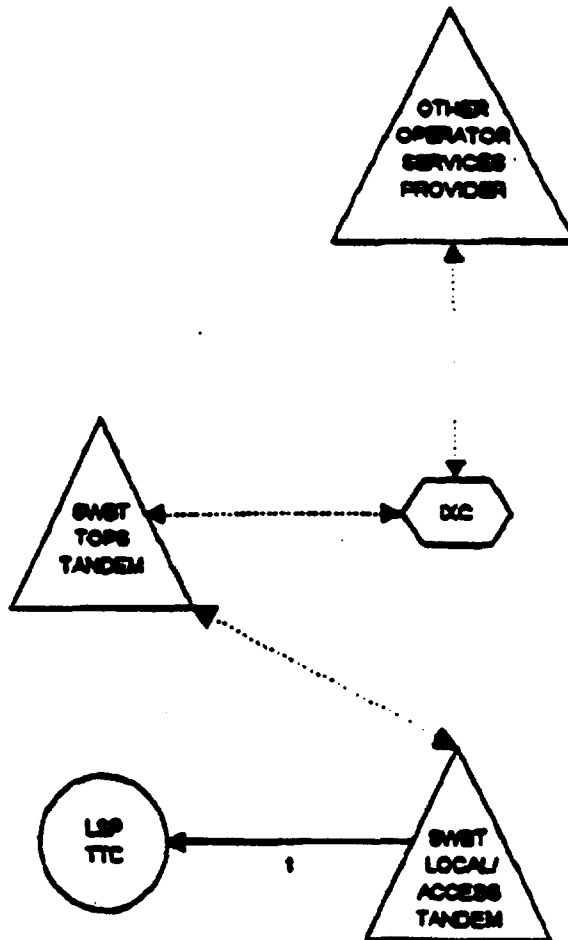 OTHER
OPERATOR
SERVICES
PROVIDER
IXC
SWBT
TOPS
TANDEM
LSP
TTC
1
SWBT
LOCAL/
ACCESS
TANDEM